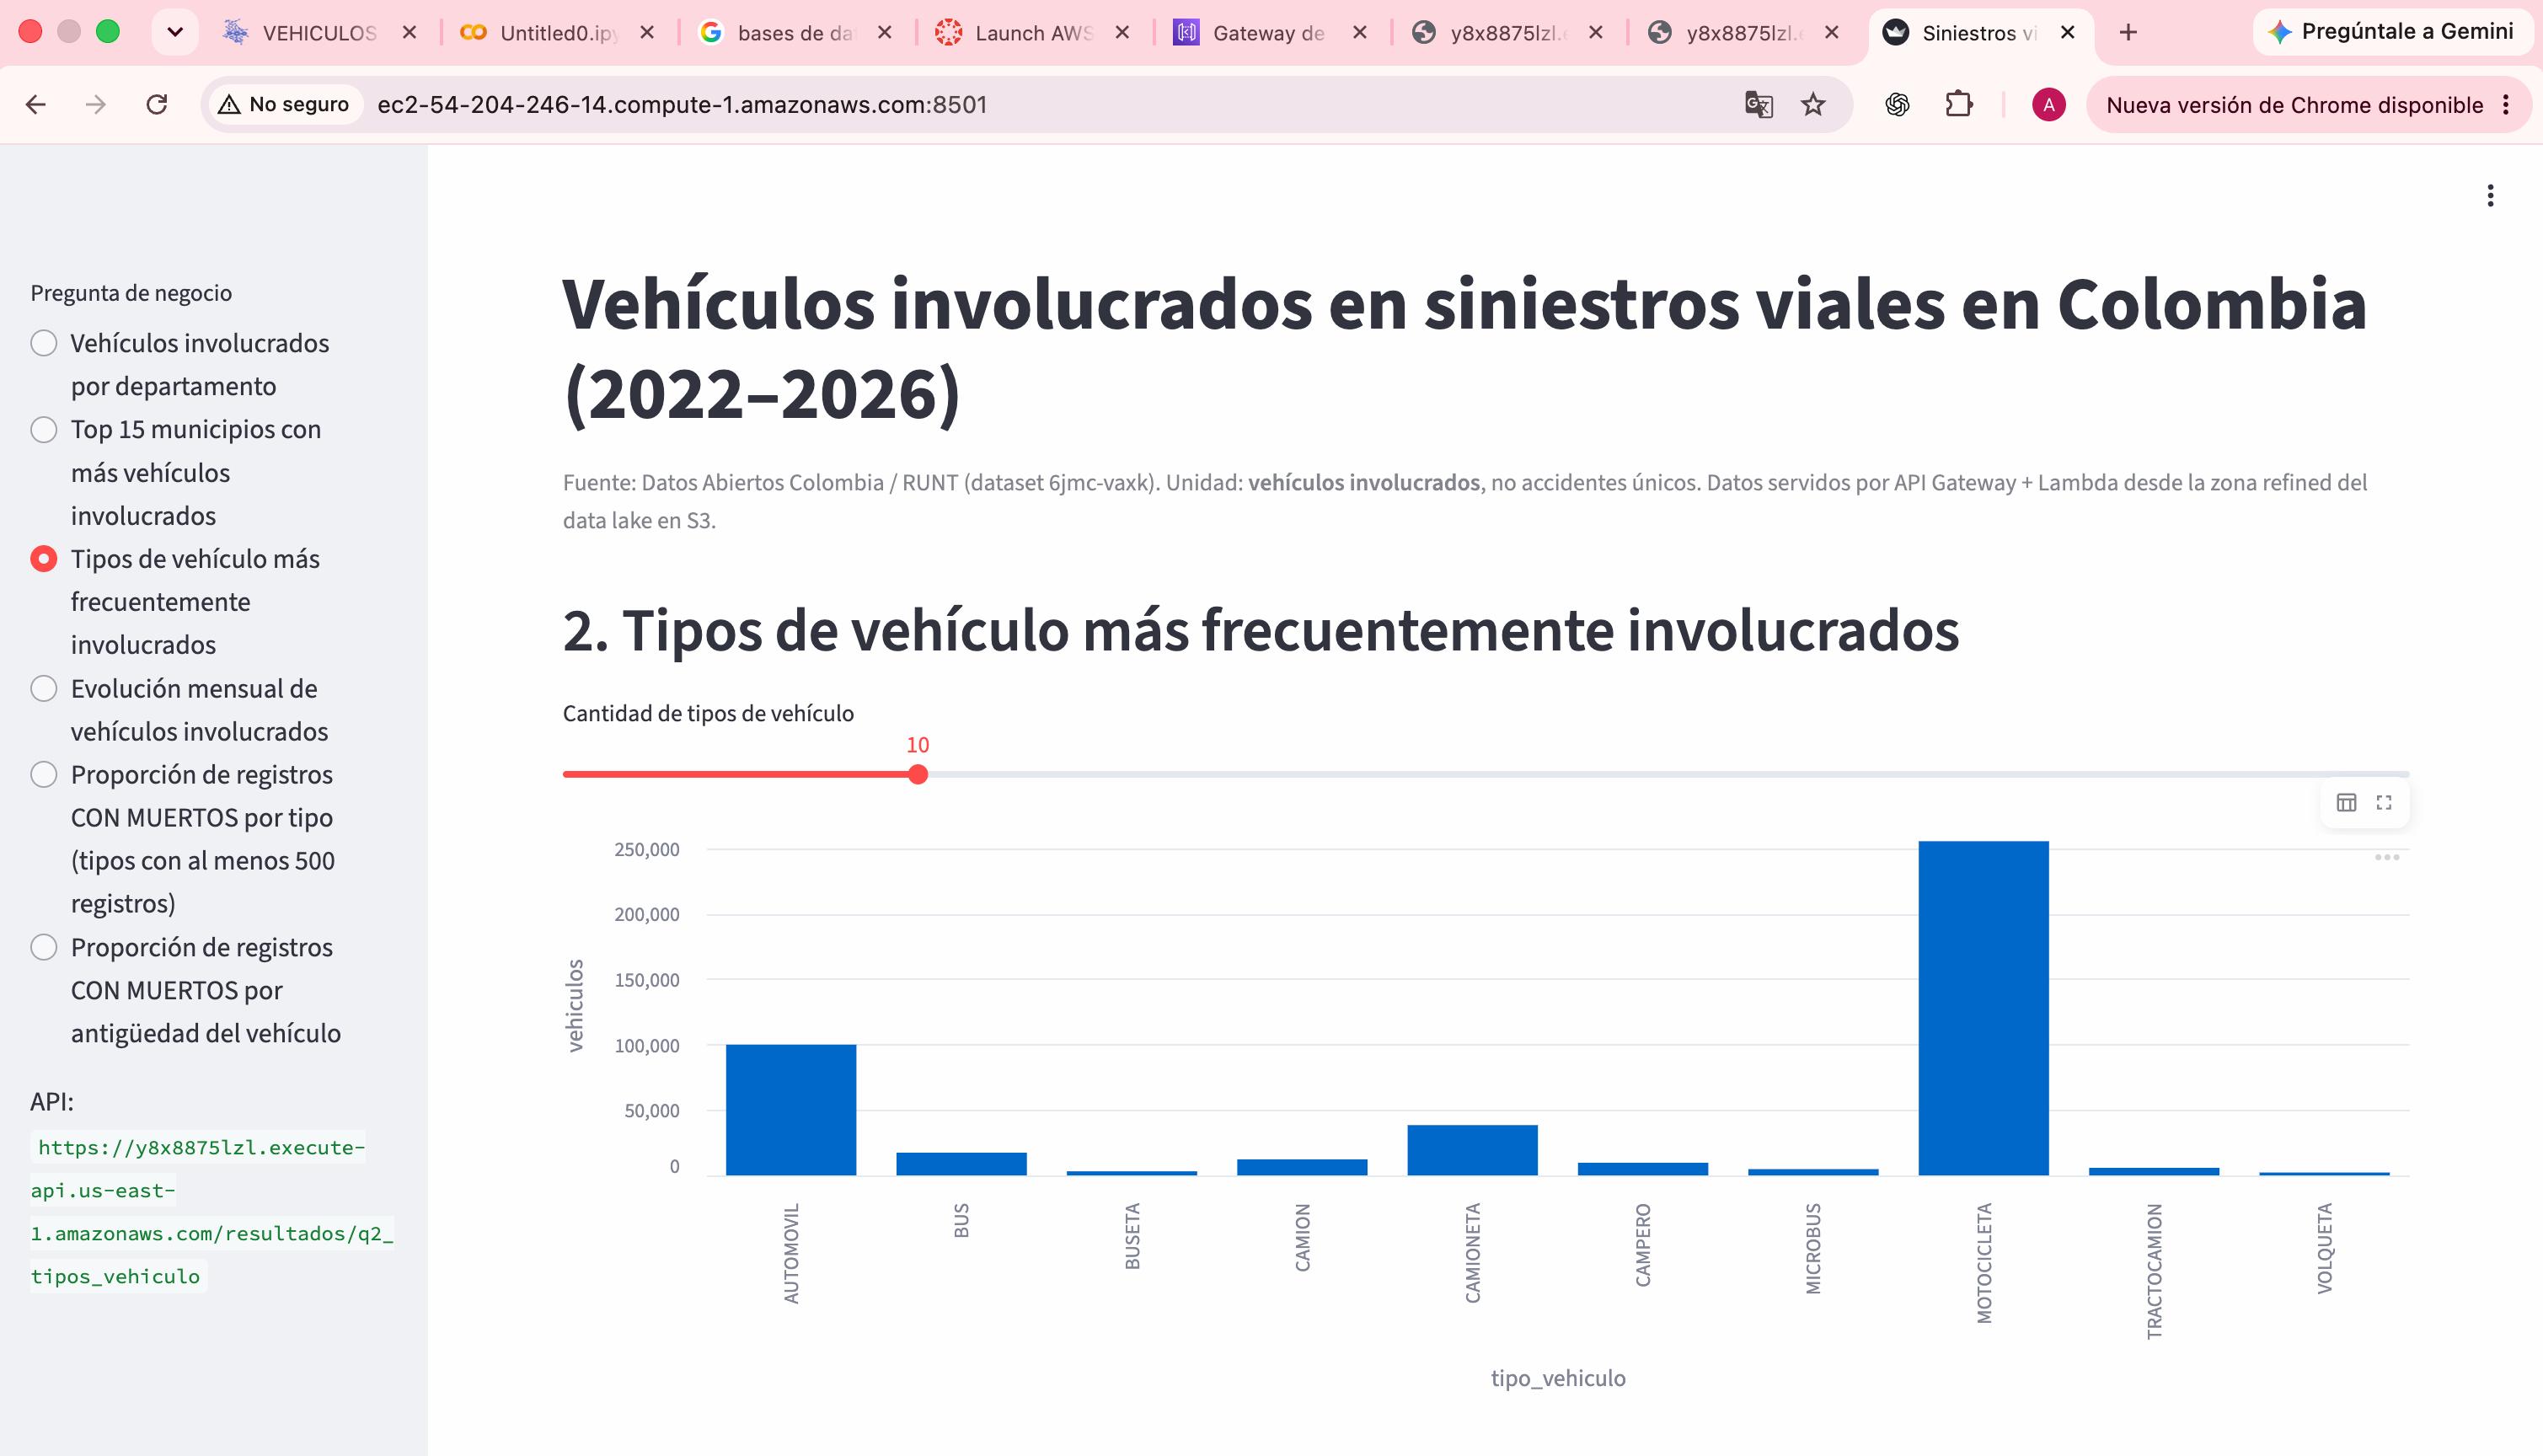 VEHICULOS
Untitled0.ipy
bases de da
Launch AWS
Gateway de
y8x8875lzl.e
y8x8875lzl.e
Siniestros vi
Pregúntale a Gemini
No seguro
ec2-54-204-246-14.compute-1.amazonaws.com:8501
A
Nueva versión de Chrome disponible
Pregunta de negocio
Vehículos involucrados
por departamento
Top 15 municipios con
más vehículos
involucrados
Tipos de vehículo más
frecuentemente
involucrados
Evolución mensual de
vehículos involucrados
Proporción de registros
CON MUERTOS por tipo
(tipos con al menos 500
registros)
Proporción de registros
CON MUERTOS por
antigüedad del vehículo
API:
https://y8x8875lzl.execute-
api.us-east-
1.amazonaws.com/resultados/q2_
tipos_vehiculo
Vehículos involucrados en siniestros viales en Colombia
(2022–2026)
Fuente: Datos Abiertos Colombia / RUNT (dataset 6jmc-vaxk). Unidad: vehículos involucrados, no accidentes únicos. Datos servidos por API Gateway + Lambda desde la zona refined del
data lake en S3.
2. Tipos de vehículo más frecuentemente involucrados
Cantidad de tipos de vehículo
10
250,000
200,000
150,000
100,000
50,000
0
vehiculos
AUTOMOVIL
BUS
BUSETA
CAMION
CAMIONETA
CAMPERO
MICROBUS
MOTOCICLETA
TRACTOCAMION
VOLQUETA
tipo_vehiculo